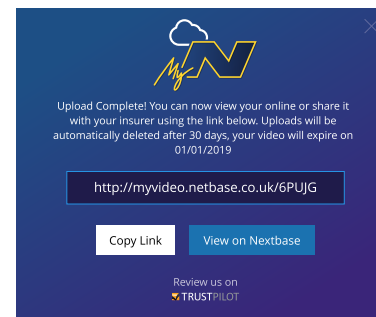 My N
Upload Complete! You can now view your online or share it
with your insurer using the link below. Uploads will be
automatically deleted after 30 days, your video will expire on
01/01/2019
http://myvideo.netbase.co.uk/6PUJG
Copy Link
View on Nextbase
Review us on
TRUSTPILOT